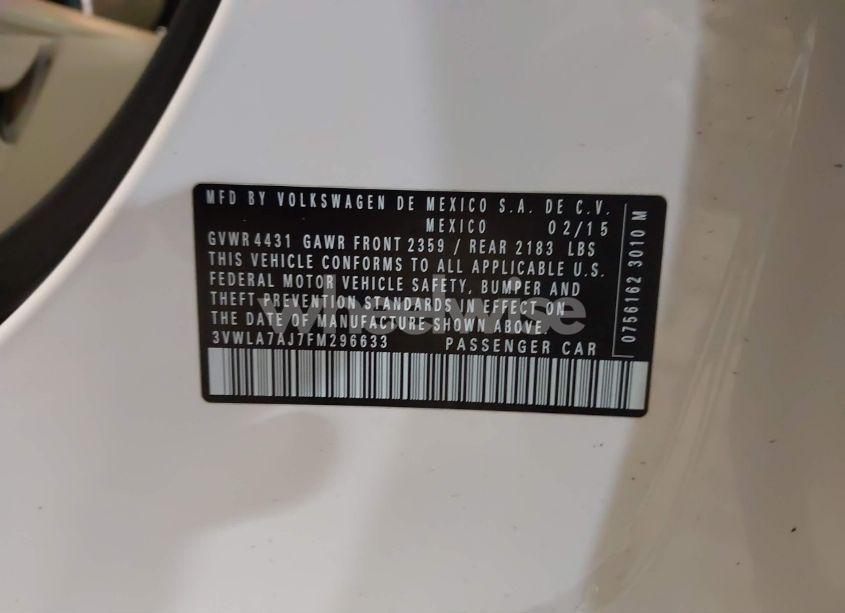 MFD BY VOLKSWAGEN DE MEXICO S.A. DE C.V.
MEXICO 02/15
GVWR 4431 GAWR FRONT 2359 / REAR 2183 LBS
THIS VEHICLE CONFORMS TO ALL APPLICABLE U.S.
FEDERAL MOTOR VEHICLE SAFETY, BUMPER AND
THEFT PREVENTION STANDARDS IN EFFECT ON
THE DATE OF MANUFACTURE SHOWN ABOVE.
3VWLA7AJ7FM296633 PASSENGER CAR
0756162 3010 M
wheelwise